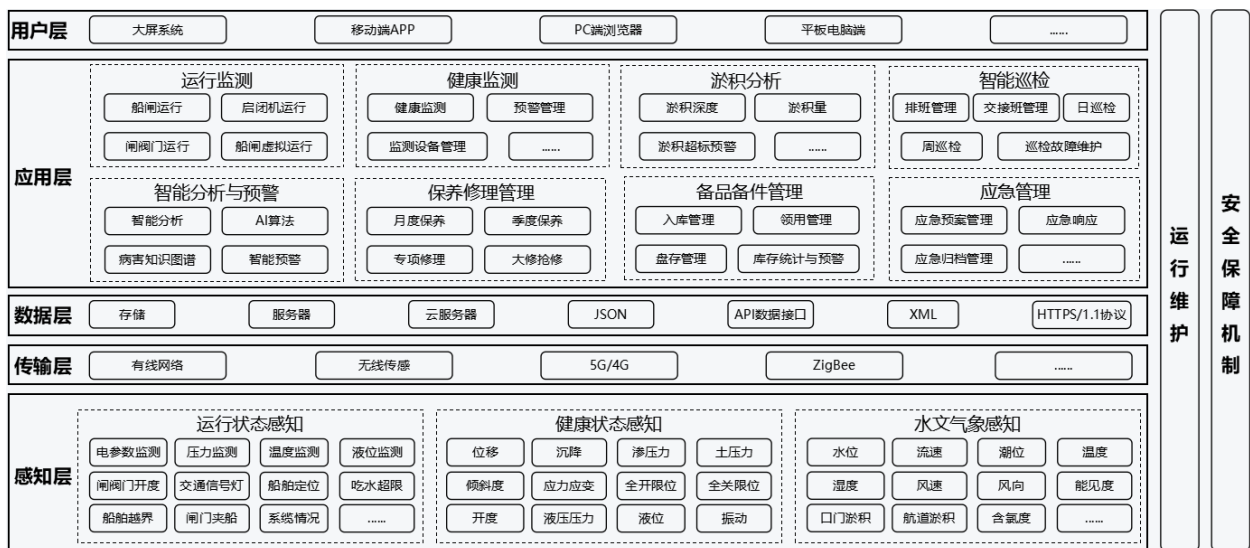 用户层 大屏系统 移动端APP PC端浏览器 平板电脑端 ......
应用层
运行监测 健康监测 淤积分析 智能巡检
船闸运行 启闭机运行 健康监测 预警管理 淤积深度 淤积量 排班管理 交接班管理 日巡检
闸阀门运行 船闸虚拟运行 监测设备管理 ...... 淤积超标预警 ...... 周巡检 巡检故障维护
智能分析与预警 保养修理管理 备品备件管理 应急管理
智能分析 AI算法 月度保养 季度保养 入库管理 领用管理 应急预案管理 应急响应
病害知识图谱 智能预警 专项修理 大修抢修 盘存管理 库存统计与预警 应急归档管理 ......
数据层 存储 服务器 云服务器 JSON API数据接口 XML HTTPS/1.1协议
传输层 有线网络 无线传感 5G/4G ZigBee ......
感知层
运行状态感知 健康状态感知 水文气象感知
电参数监测 压力监测 温度监测 液位监测 位移 沉降 渗压力 土压力 水位 流速 潮位 温度
闸阀门开度 交通信号灯 船舶定位 吃水超限 倾斜度 应力应变 全开限位 全关限位 湿度 风速 风向 能见度
船舶越界 闸门夹船 系缆情况 ...... 开度 液压压力 液位 振动 口门淤积 航道淤积 含氯度 ......
运行维护
安全保障机制